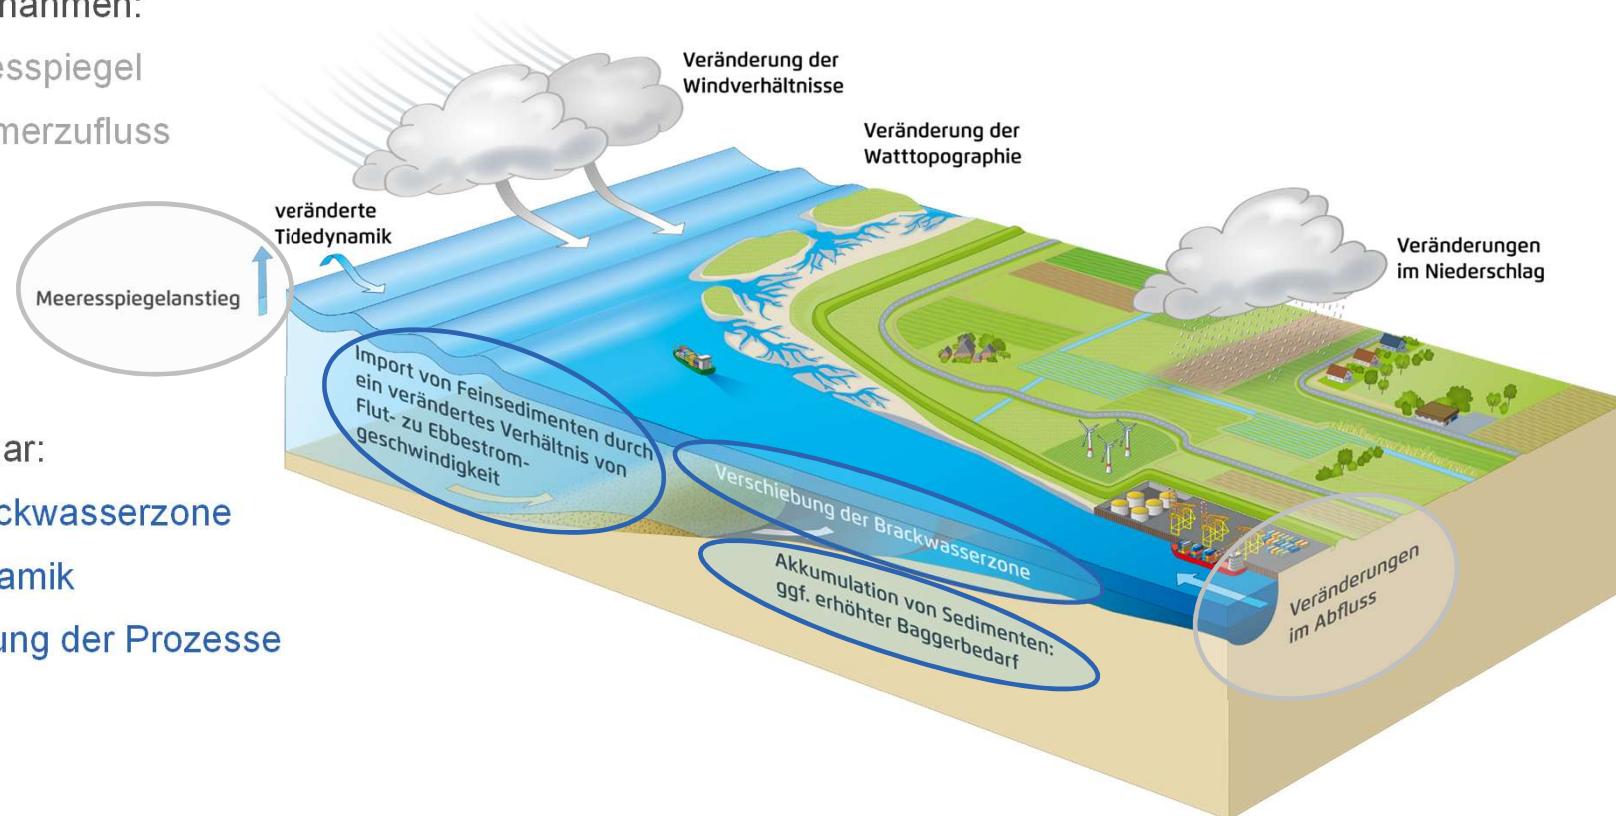 nahmen:
esspiegel
merzufluss
ar:
ckwasserzone
amik
ung der Prozesse
Veränderung der
Windverhältnisse
Veränderung der
Watttopographie
veränderte
Tidedynamik
Meeresspiegelanstieg
Veränderungen
im Niederschlag
Import von Feinsedimenten durch
ein verändertes Verhältnis von
Flut- zu Ebbestrom-
geschwindigkeit
Verschiebung der Brackwasserzone
Akkumulation von Sedimenten:
ggf. erhöhter Baggerbedarf
Veränderungen
im Abfluss